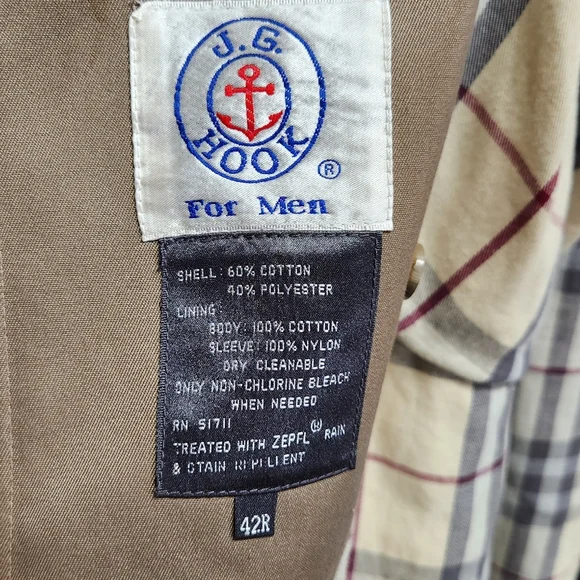 J.G.
HOOK
®
For Men
SHELL: 60% COTTON
40% POLYESTER
LINING:
BODY: 100% COTTON
SLEEVE: 100% NYLON
DRY CLEANABLE
ONLY NON-CHLORINE BLEACH
WHEN NEEDED
RN 51711
TREATED WITH ZEPEL® RAIN
& STAIN REPELLENT
42R